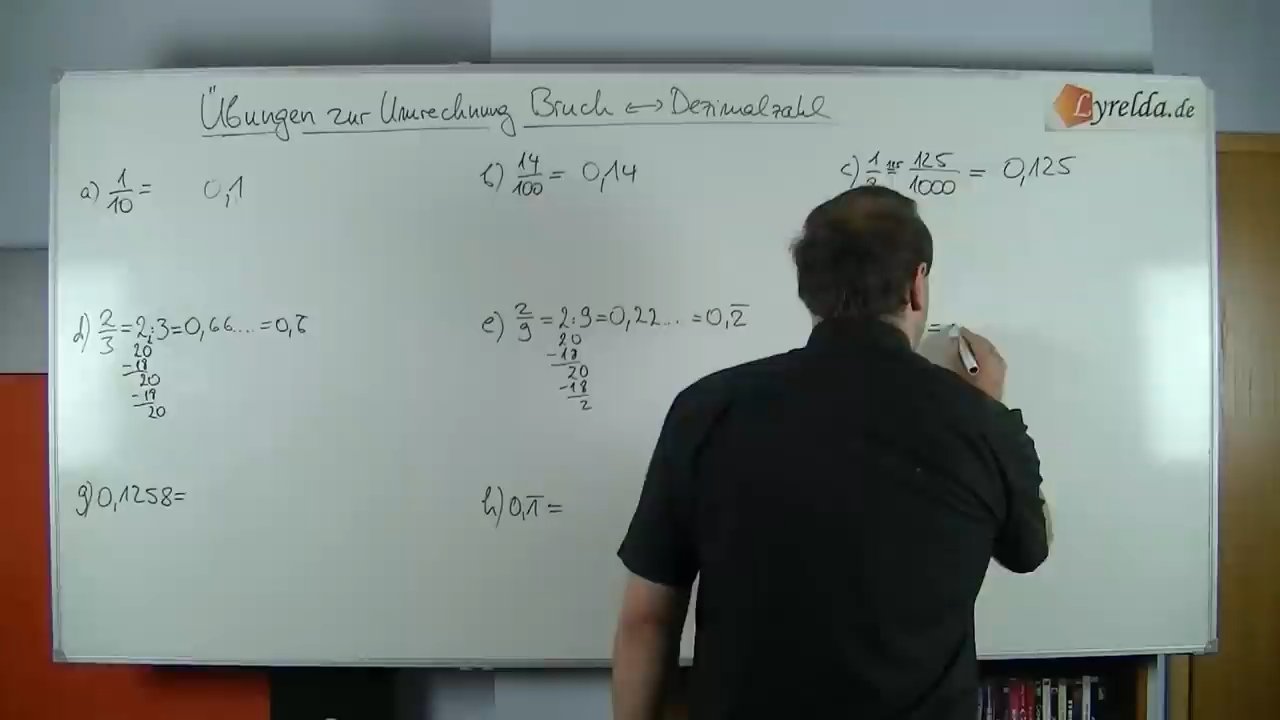 Übungen zur Umrechnung Bruch ↔ Dezimalzahl
Lyrelda.de
a) 1/10 = 0,1
b) 14/100 = 0,14
c) 125/1000 = 0,125
d) 2/3 = 2:3 = 0,66... = 0,6̅
20
-18
20
-18
20
e) 2/9 = 2:9 = 0,22... = 0,2̅
20
-18
20
-18
2
=
g) 0,1258 =
h) 0,1̅ =